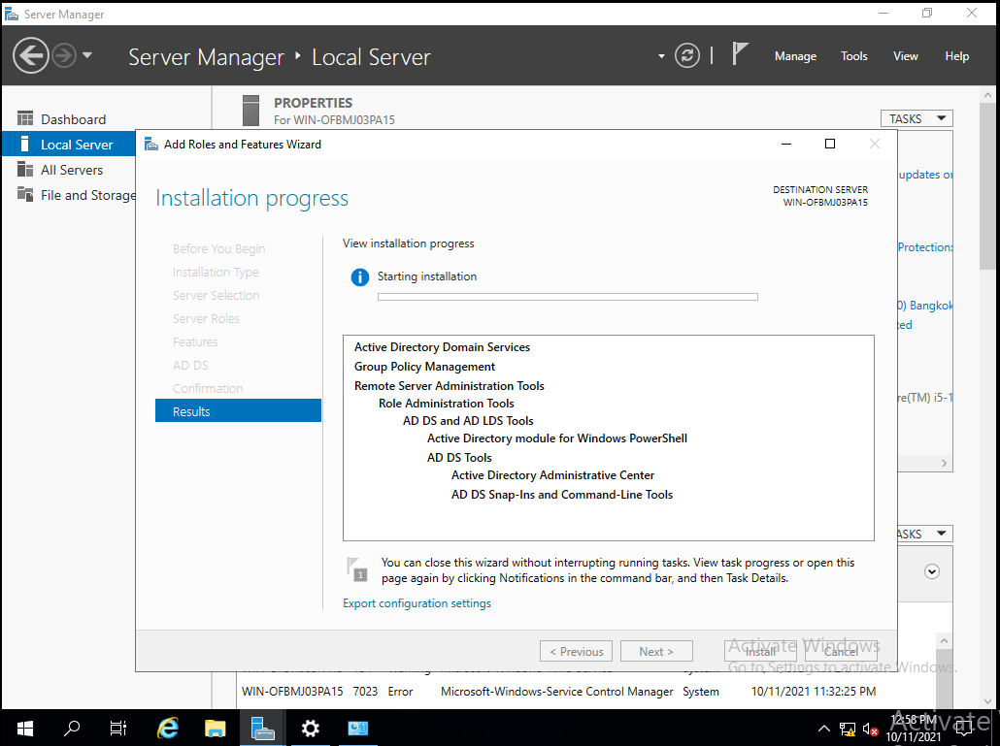 Server Manager
Server Manager ‣ Local Server
Manage Tools View Help
Dashboard
Local Server
All Servers
File and Storage
PROPERTIES
For WIN-OFBMJ03PA15
TASKS
updates
Protection:
Bangkok
i5-1
Add Roles and Features Wizard
Installation progress
DESTINATION SERVER
WIN-OFBMJ03PA15
Before You Begin
Installation Type
Server Selection
Server Roles
Features
AD DS
Confirmation
Results
View installation progress
Starting installation
Active Directory Domain Services
Group Policy Management
Remote Server Administration Tools
Role Administration Tools
AD DS and AD LDS Tools
Active Directory module for Windows PowerShell
AD DS Tools
Active Directory Administrative Center
AD DS Snap-Ins and Command-Line Tools
1
You can close this wizard without interrupting running tasks. View task progress or open this
page again by clicking Notifications in the command bar, and then Task Details.
Export configuration settings
< Previous
Next >
Install
Cancel
Activate Windows
Go to Settings to activate Windows.
WIN-OFBMJ03PA15 7023 Error Microsoft-Windows-Service Control Manager System 10/11/2021 11:32:25 PM
12:58 PM
10/11/2021
Activate